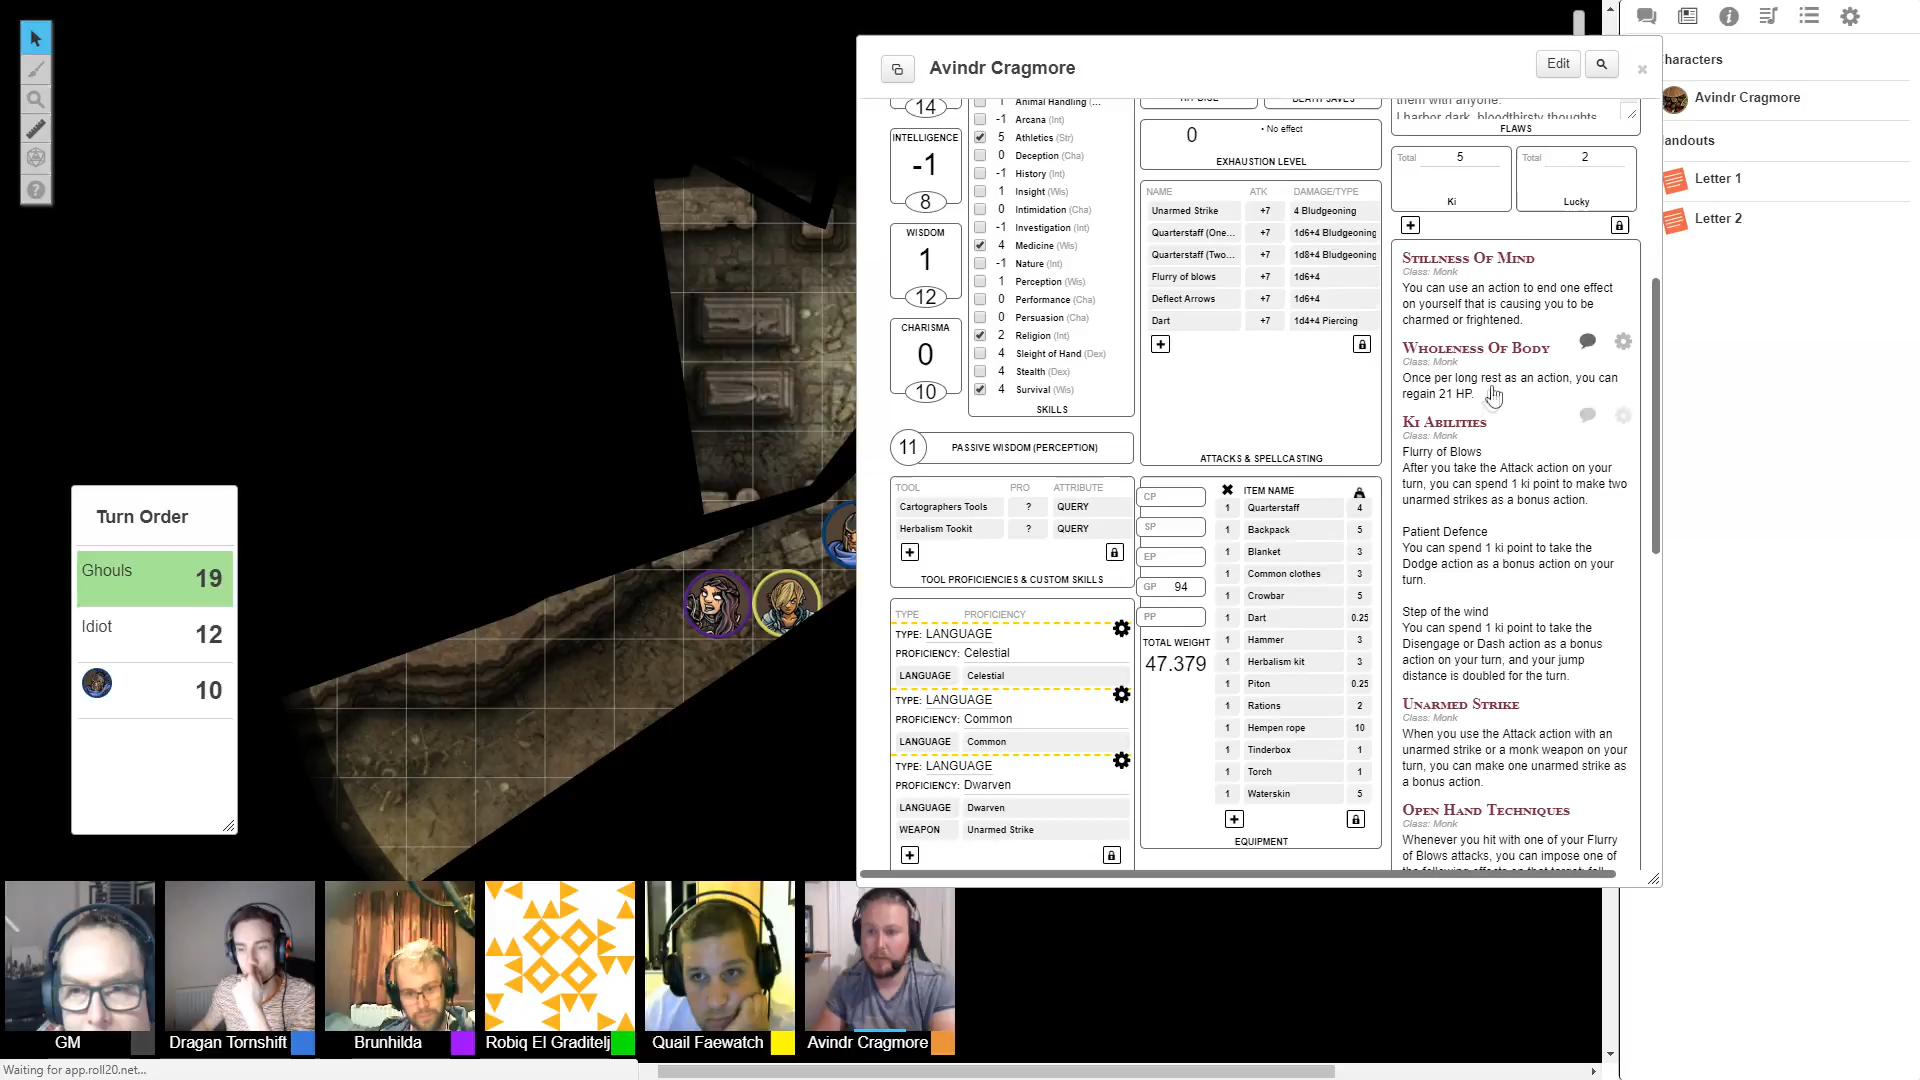 Avindr Cragmore
Edit
Characters
Avindr Cragmore
Handouts
Letter 1
Letter 2
14
INTELLIGENCE
-1
8
WISDOM
1
12
CHARISMA
0
10
1 Animal Handling (...
-1 Arcana (Int)
5 Athletics (Str)
0 Deception (Cha)
-1 History (Int)
1 Insight (Wis)
0 Intimidation (Cha)
-1 Investigation (Int)
4 Medicine (Wis)
-1 Nature (Int)
1 Perception (Wis)
0 Performance (Cha)
0 Persuasion (Cha)
2 Religion (Int)
4 Sleight of Hand (Dex)
4 Stealth (Dex)
4 Survival (Wis)
SKILLS
11 PASSIVE WISDOM (PERCEPTION)
TOOL PRO ATTRIBUTE
Cartographers Tools ? QUERY
Herbalism Tookit ? QUERY
TOOL PROFICIENCIES & CUSTOM SKILLS
TYPE PROFICIENCY
TYPE: LANGUAGE
PROFICIENCY: Celestial
LANGUAGE Celestial
TYPE: LANGUAGE
PROFICIENCY: Common
LANGUAGE Common
TYPE: LANGUAGE
PROFICIENCY: Dwarven
LANGUAGE Dwarven
WEAPON Unarmed Strike
HIT DICE DEATH SAVES
0 • No effect
EXHAUSTION LEVEL
NAME ATK DAMAGE/TYPE
Unarmed Strike +7 4 Bludgeoning
Quarterstaff (One... +7 1d6+4 Bludgeoning
Quarterstaff (Two... +7 1d8+4 Bludgeoning
Flurry of blows +7 1d6+4
Deflect Arrows +7 1d6+4
Dart +7 1d4+4 Piercing
ATTACKS & SPELLCASTING
CP
SP
EP
GP 94
PP
TOTAL WEIGHT
47.379
ITEM NAME
1 Quarterstaff 4
1 Backpack 5
1 Blanket 3
1 Common clothes 3
1 Crowbar 5
1 Dart 0.25
1 Hammer 3
1 Herbalism kit 3
1 Piton 0.25
1 Rations 2
1 Hempen rope 10
1 Tinderbox 1
1 Torch 1
1 Waterskin 5
EQUIPMENT
them with anyone.
I harbor dark, bloodthirsty thoughts
FLAWS
Total 5
Ki
Total 2
Lucky
STILLNESS OF MIND
Class: Monk
You can use an action to end one effect
on yourself that is causing you to be
charmed or frightened.
WHOLENESS OF BODY
Class: Monk
Once per long rest as an action, you can
regain 21 HP.
KI ABILITIES
Class: Monk
Flurry of Blows
After you take the Attack action on your
turn, you can spend 1 ki point to make two
unarmed strikes as a bonus action.
Patient Defence
You can spend 1 ki point to take the
Dodge action as a bonus action on your
turn.
Step of the wind
You can spend 1 ki point to take the
Disengage or Dash action as a bonus
action on your turn, and your jump
distance is doubled for the turn.
UNARMED STRIKE
Class: Monk
When you use the Attack action with an
unarmed strike or a monk weapon on your
turn, you can make one unarmed strike as
a bonus action.
OPEN HAND TECHNIQUES
Class: Monk
Whenever you hit with one of your Flurry
of Blows attacks, you can impose one of
the following effects on that target: fall
Turn Order
Ghouls 19
Idiot 12
10
GM
Dragan Tornshift
Brunhilda
Robiq El Graditelj
Quail Faewatch
Avindr Cragmore
Waiting for app.roll20.net...